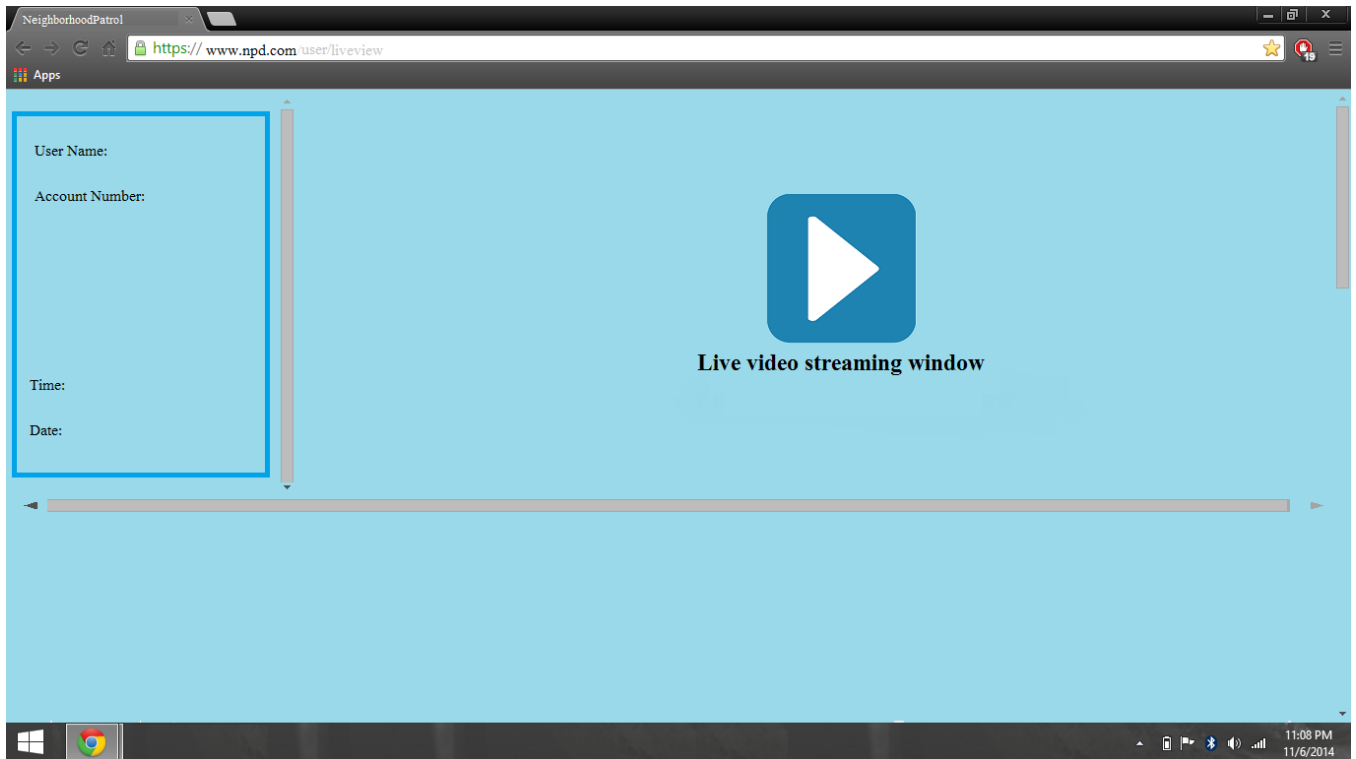 NeighborhoodPatrol
https:// www.npd.com/user/liveview
19
Apps
User Name:
Account Number:
Time:
Date:
Live video streaming window
11:08 PM
11/6/2014